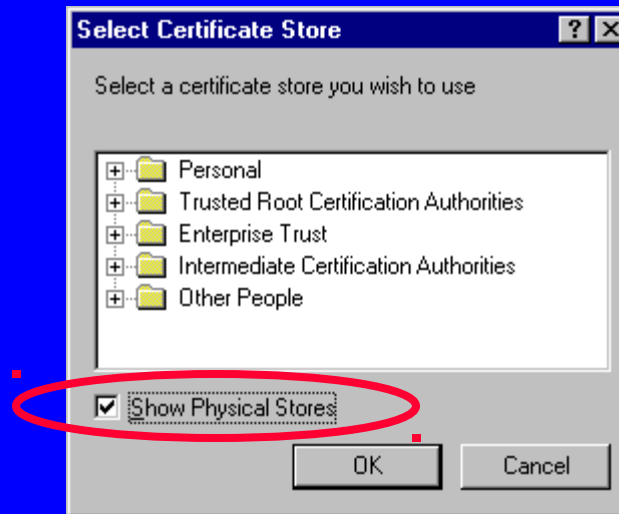 Select Certificate Store
Select a certificate store you wish to use
Personal
Trusted Root Certification Authorities
Enterprise Trust
Intermediate Certification Authorities
Other People
Show Physical Stores
OK Cancel